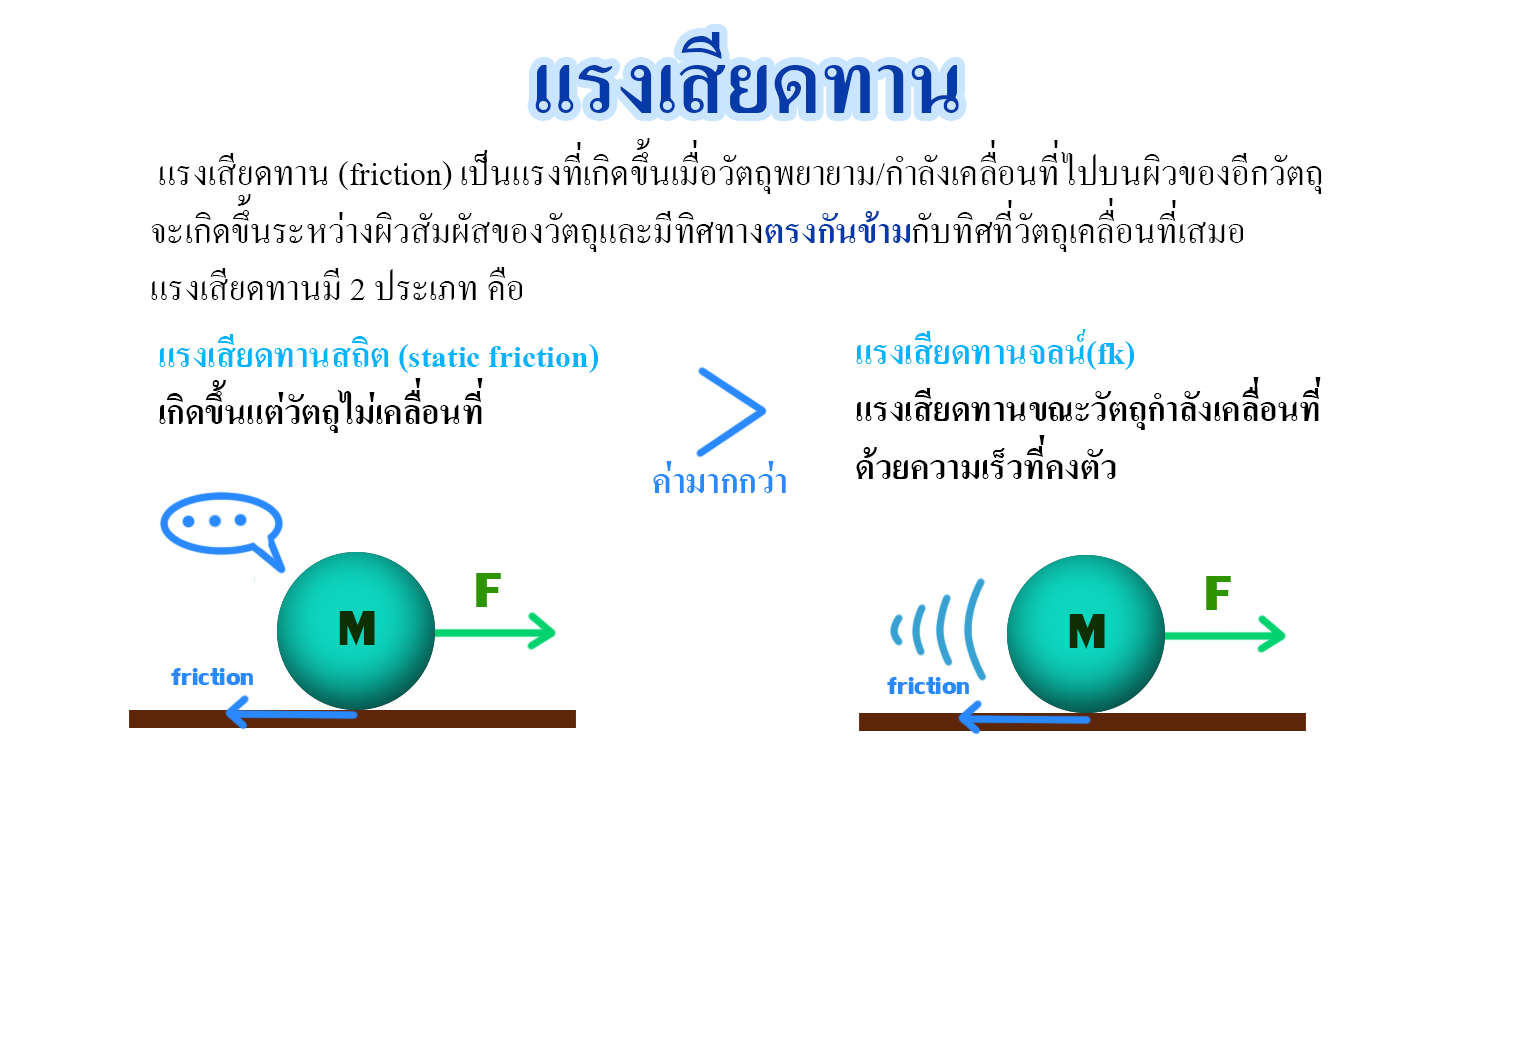 แรงเสียดทาน
แรงเสียดทาน (friction) เป็นแรงที่เกิดขึ้นเมื่อวัตถุพยายาม/กำลังเคลื่อนที่ไปบนผิวของอีกวัตถุ
จะเกิดขึ้นระหว่างผิวสัมผัสของวัตถุและมีทิศทางตรงกันข้ามกับทิศที่วัตถุเคลื่อนที่เสมอ
แรงเสียดทานมี 2 ประเภท คือ
แรงเสียดทานสถิต (static friction)
เกิดขึ้นแต่วัตถุไม่เคลื่อนที่
ค่ามากกว่า
แรงเสียดทานจลน์(fk)
แรงเสียดทานขณะวัตถุกำลังเคลื่อนที่
ด้วยความเร็วที่คงตัว
F
M
friction
F
M
friction